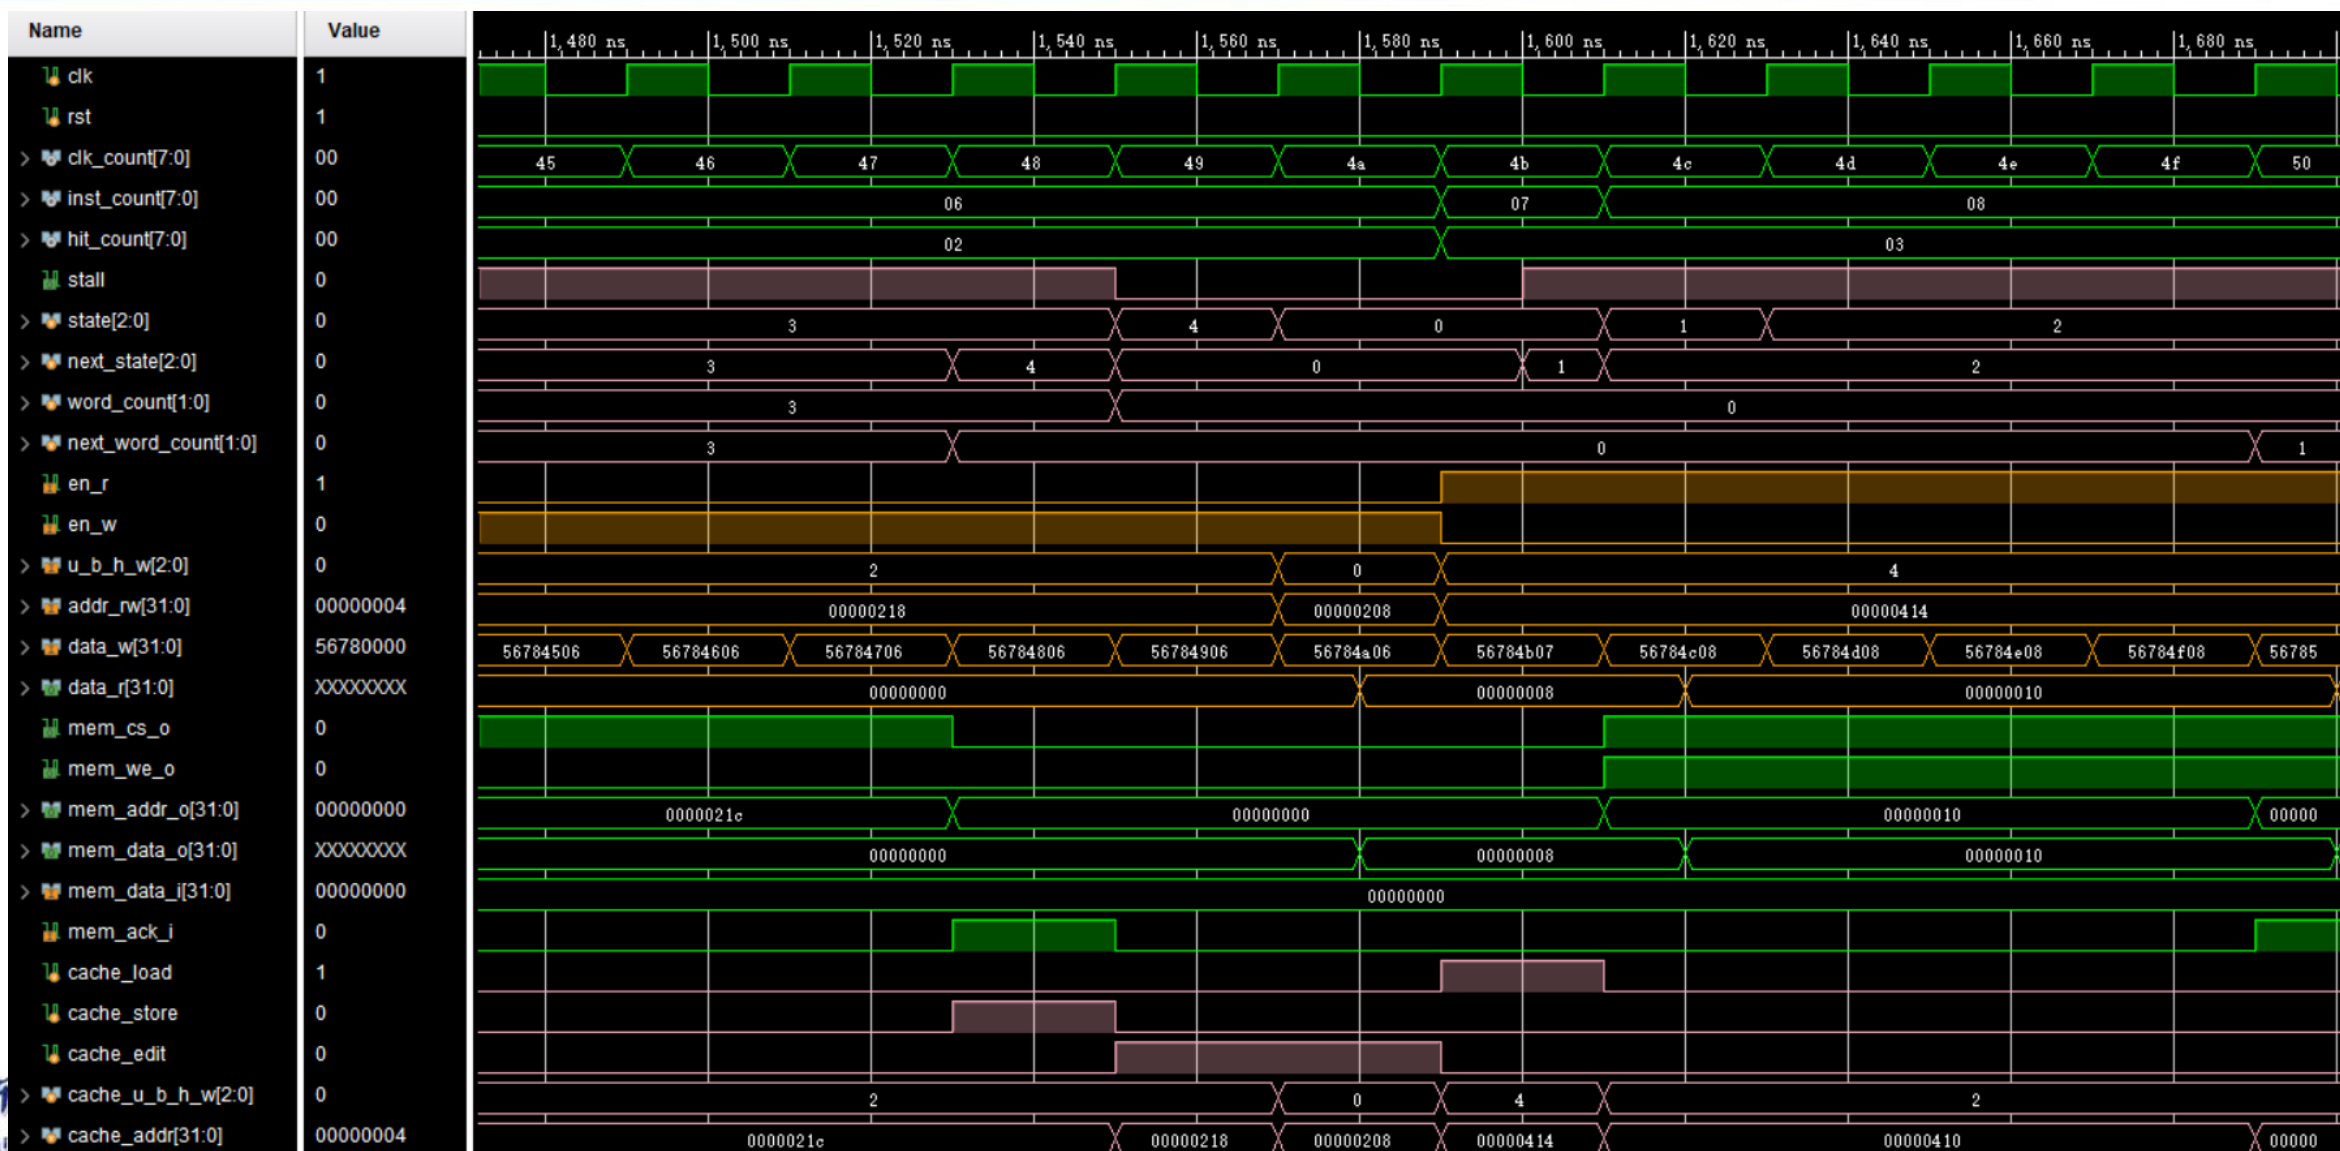 Name Value 1,480 ns 1,500 ns 1,520 ns 1,540 ns 1,560 ns 1,580 ns 1,600 ns 1,620 ns 1,640 ns 1,660 ns 1,680 ns
clk 1
rst 1
clk_count[7:0] 00 45 46 47 48 49 4a 4b 4c 4d 4e 4f 50
inst_count[7:0] 00 06 07 08
hit_count[7:0] 00 02 03
stall 0
state[2:0] 0 3 4 0 1 2
next_state[2:0] 0 3 4 0 1 2
word_count[1:0] 0 3 0
next_word_count[1:0] 0 3 0 1
en_r 1
en_w 0
u_b_h_w[2:0] 0 2 0 4
addr_rw[31:0] 00000004 00000218 00000208 00000414
data_w[31:0] 56780000 56784506 56784606 56784706 56784806 56784906 56784a06 56784b07 56784c08 56784d08 56784e08 56784f08 56785
data_r[31:0] XXXXXXXX 00000000 00000008 00000010
mem_cs_o 0
mem_we_o 0
mem_addr_o[31:0] 00000000 0000021c 00000000 00000010 00000
mem_data_o[31:0] XXXXXXXX 00000000 00000008 00000010
mem_data_i[31:0] 00000000 00000000
mem_ack_i 0
cache_load 1
cache_store 0
cache_edit 0
cache_u_b_h_w[2:0] 0 2 0 4 2
cache_addr[31:0] 00000004 0000021c 00000218 00000208 00000414 00000410 00000